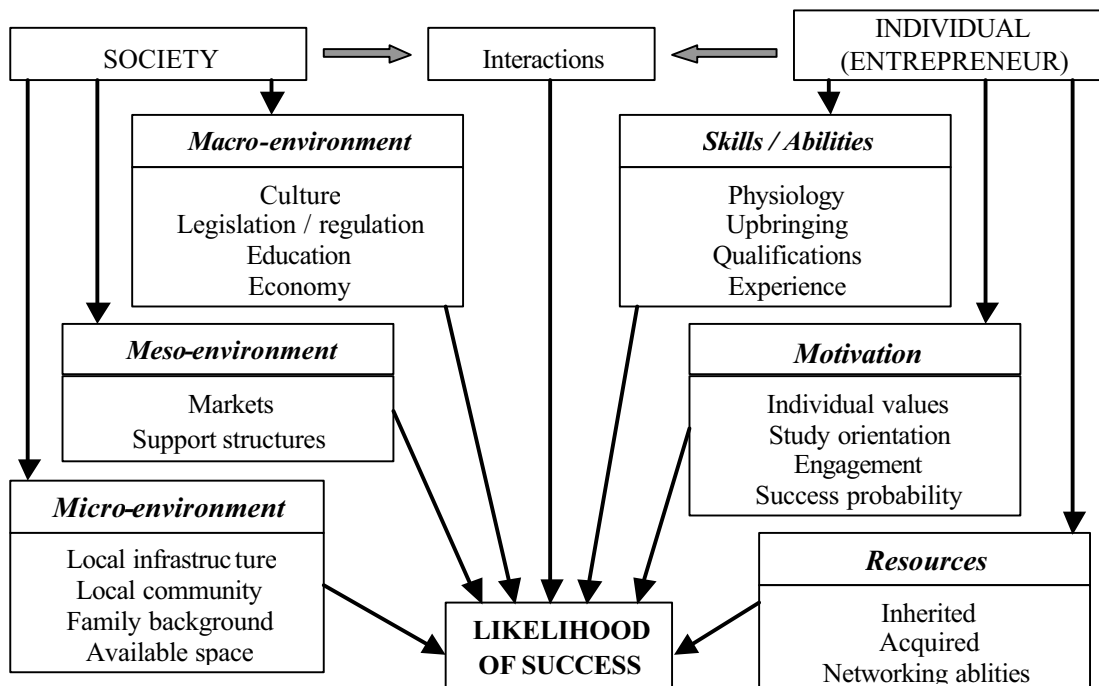 SOCIETY
Interactions
INDIVIDUAL
(ENTREPRENEUR)
Macro-environment
Culture
Legislation / regulation
Education
Economy
Skills / Abilities
Physiology
Upbringing
Qualifications
Experience
Meso-environment
Markets
Support structures
Motivation
Individual values
Study orientation
Engagement
Success probability
Micro-environment
Local infrastructure
Local community
Family background
Available space
Resources
Inherited
Acquired
Networking ablities
LIKELIHOOD
OF SUCCESS